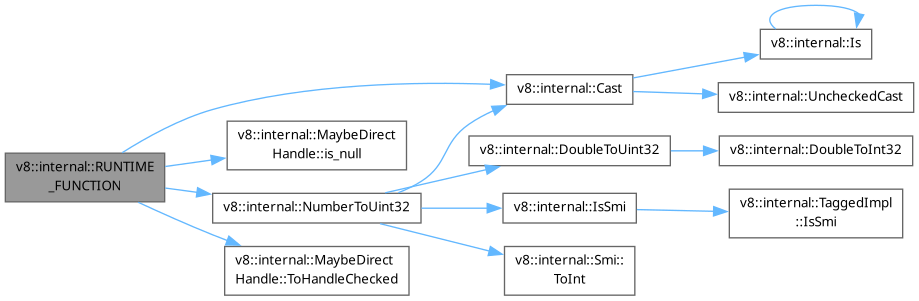 v8::internal::RUNTIME
_FUNCTION
v8::internal::MaybeDirect
Handle::is_null
v8::internal::NumberToUint32
v8::internal::MaybeDirect
Handle::ToHandleChecked
v8::internal::Cast
v8::internal::DoubleToUint32
v8::internal::IsSmi
v8::internal::Smi::
ToInt
v8::internal::Is
v8::internal::UncheckedCast
v8::internal::DoubleToInt32
v8::internal::TaggedImpl
::IsSmi